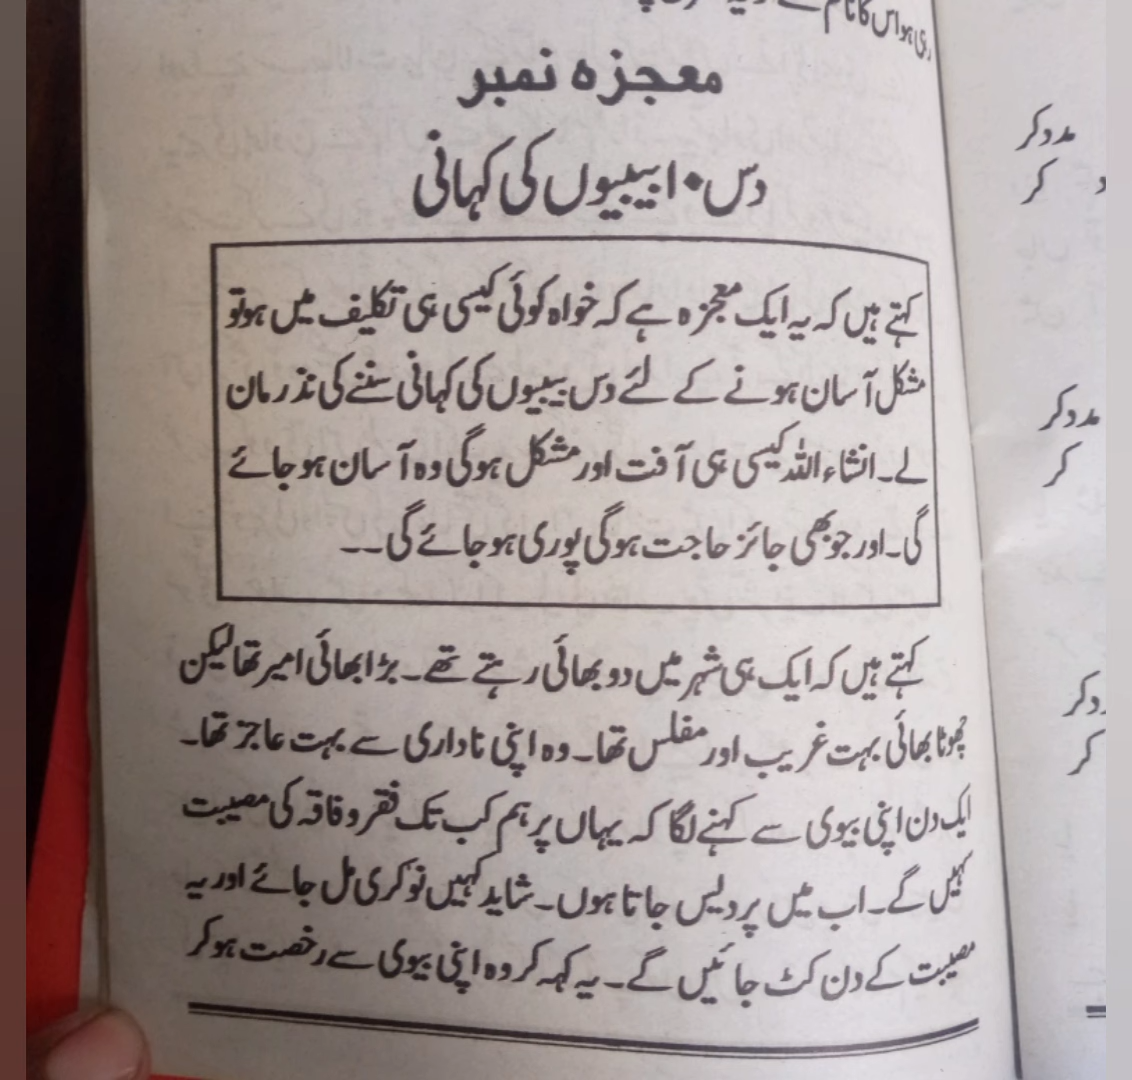 ہو اس کا نام
معجزہ نمبر
دس ۱۰ بیبیوں کی کہانی
کہتے ہیں کہ یہ ایک معجزہ ہے کہ خواہ کوئی کیسی ہی تکلیف میں ہو تو
مشکل آسان ہونے کے لئے دس بیبیوں کی کہانی سننے کی نذر مان
لے۔ انشاء اللہ کیسی ہی آفت اور مشکل ہوگی وہ آسان ہو جائے
گی۔ اور جو بھی جائز حاجت ہوگی پوری ہو جائے گی۔۔
کہتے ہیں کہ ایک ہی شہر میں دو بھائی رہتے تھے۔ بڑا بھائی امیر تھا لیکن
چھوٹا بھائی بہت غریب اور مفلس تھا۔ وہ اپنی ناداری سے بہت عاجز تھا۔
ایک دن اپنی بیوی سے کہنے لگا کہ یہاں پر ہم کب تک فقر و فاقہ کی مصیبت
گے۔ اب میں پردیس جاتا ہوں۔ شاید کہیں نوکری مل جائے اور یہ
مصیبت کے دن کٹ جائیں گے۔ یہ کہہ کر وہ اپنی بیوی سے رخصت ہو کر
مدد کر
کر
مدد کر
کر
کر